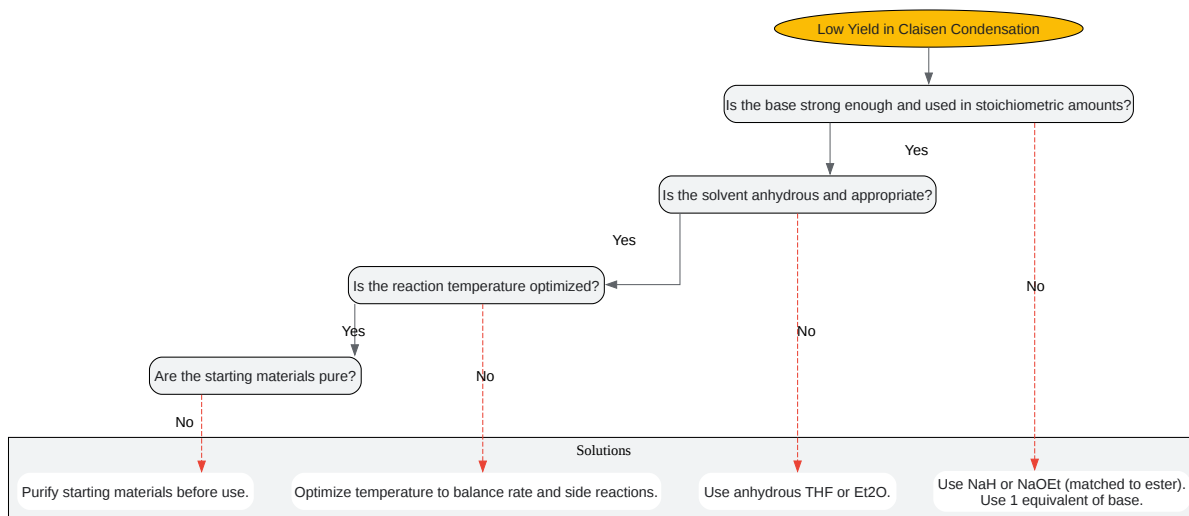 Low Yield in Claisen Condensation
Is the base strong enough and used in stoichiometric amounts?
Yes
Is the solvent anhydrous and appropriate?
Yes
Is the reaction temperature optimized?
No
Yes
No
Are the starting materials pure?
No
No
Solutions
Purify starting materials before use.
Optimize temperature to balance rate and side reactions.
Use anhydrous THF or Et2O.
Use NaH or NaOEt (matched to ester).
Use 1 equivalent of base.